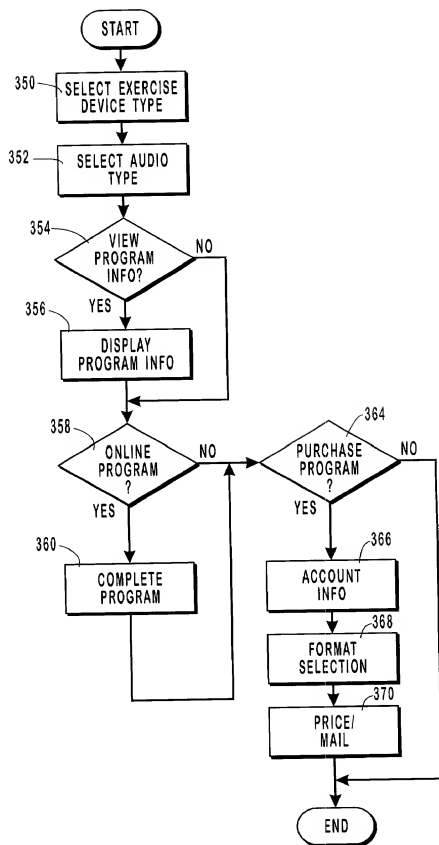 START
350
SELECT EXERCISE
DEVICE TYPE
352
SELECT AUDIO
TYPE
354
VIEW
PROGRAM
INFO?
NO
YES
356
DISPLAY
PROGRAM INFO
358
ONLINE
PROGRAM
?
NO
YES
360
COMPLETE
PROGRAM
364
PURCHASE
PROGRAM
?
NO
YES
366
ACCOUNT
INFO
368
FORMAT
SELECTION
370
PRICE/
MAIL
END